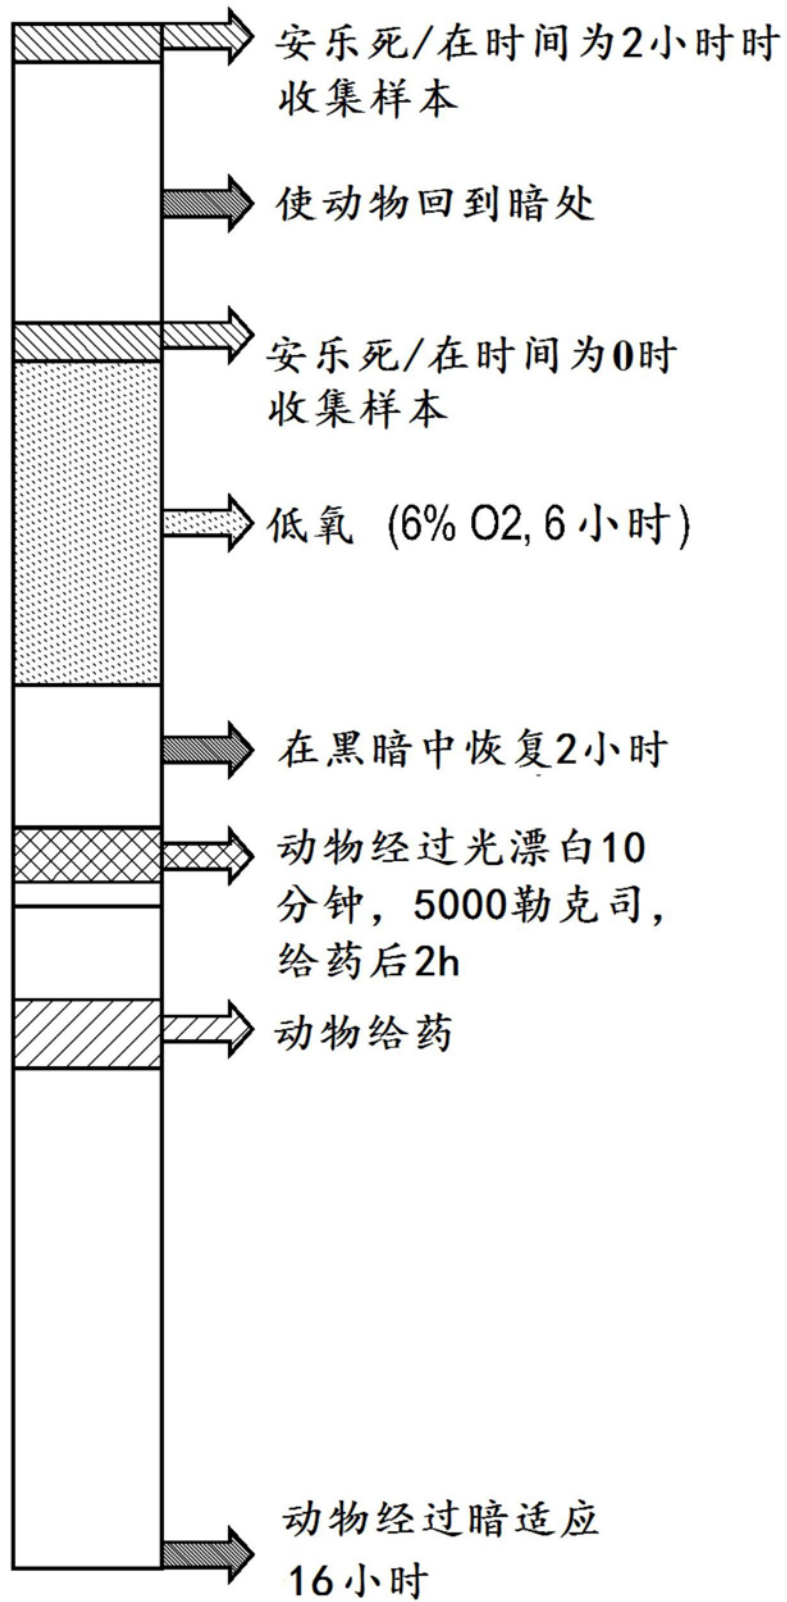 安乐死/在时间为2小时时
收集样本
使动物回到暗处
安乐死/在时间为0时
收集样本
低氧 (6% O2, 6 小时)
在黑暗中恢复2小时
动物经过光漂白10
分钟，5000勒克司，
给药后2h
动物给药
动物经过暗适应
16小时